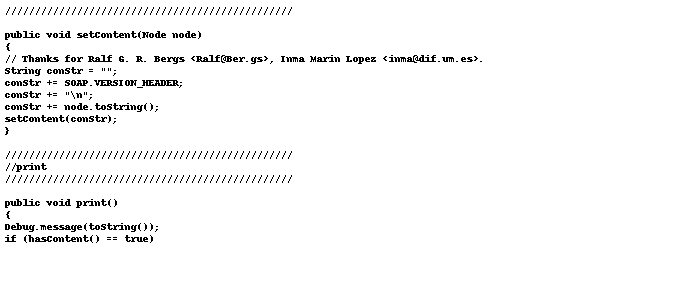 ////////////////////////////////////////////////
public void setContent(Node node)
{
// Thanks for Ralf G. R. Bergs <Ralf@Ber.gs>, Inma Marin Lopez <inma@dif.um.es>.
String conStr = "";
conStr += SOAP.VERSION_HEADER;
conStr += "\n";
conStr += node.toString();
setContent(conStr);
}
////////////////////////////////////////////////
//print
////////////////////////////////////////////////
public void print()
{
Debug.message(toString());
if (hasContent() == true)